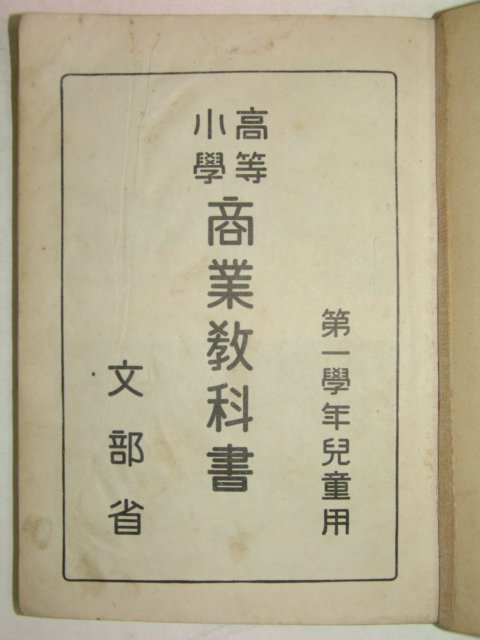 第一學年兒童用
高等
小學
商業教科書
文部省